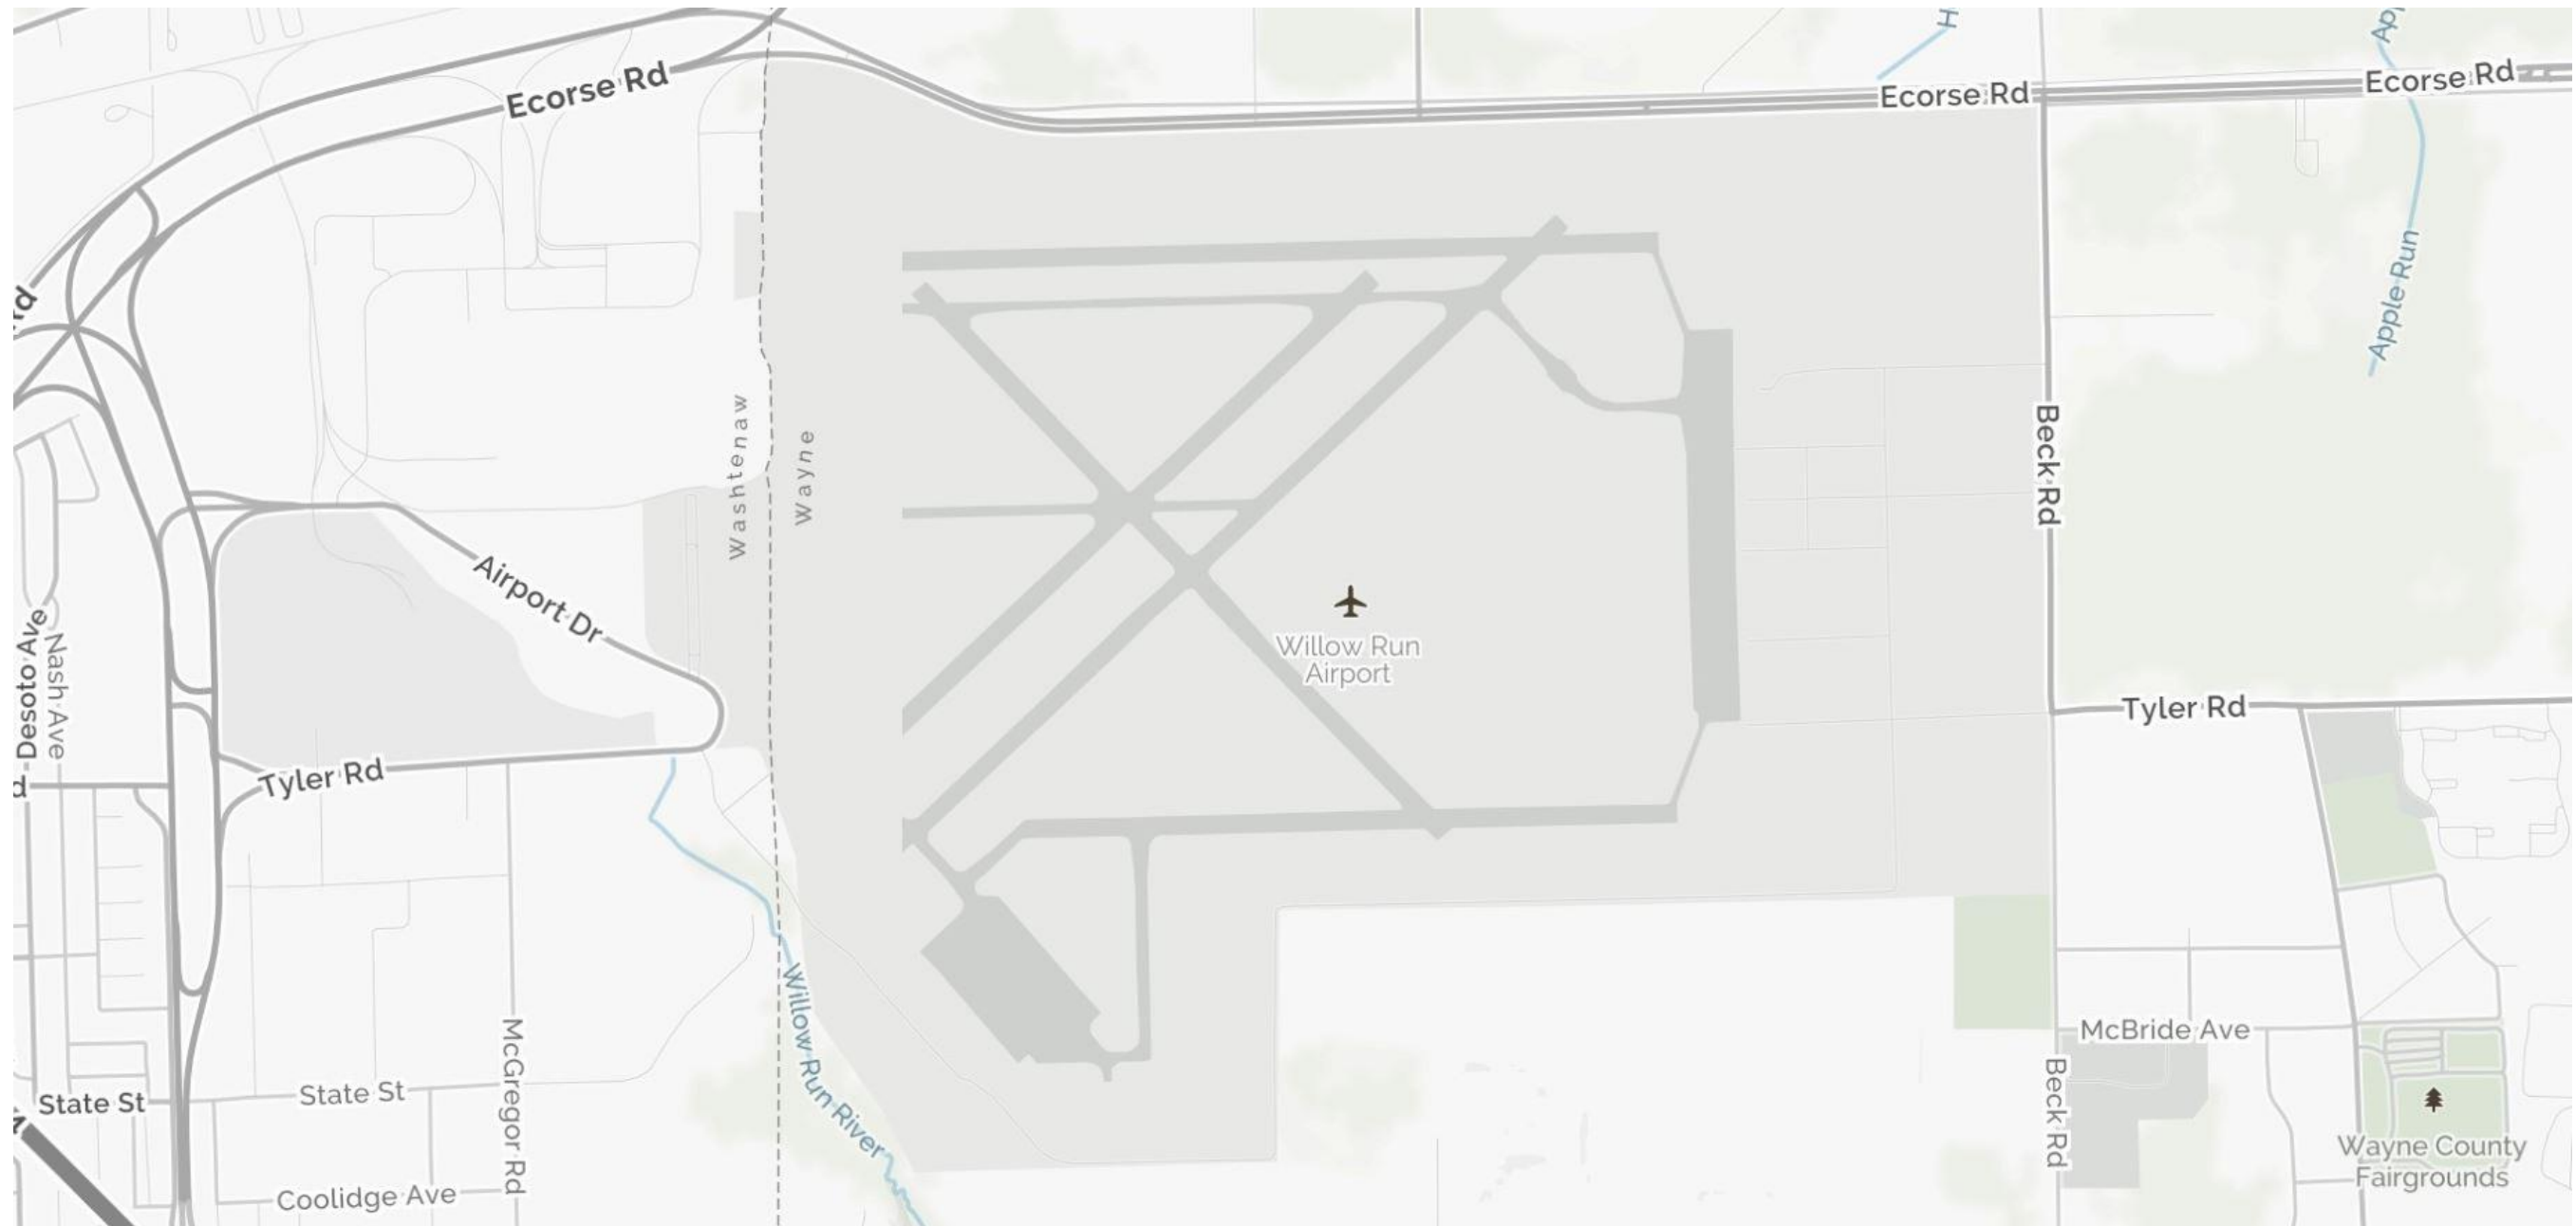 Ecorse Rd
Ecorse Rd
Ecorse Rd
Apple Run
Washtenaw
Wayne
Beck Rd
Airport Dr
Willow Run
Airport
Desoto Ave
Nash Ave
Tyler Rd
Tyler Rd
Willow Run River
McGregor Rd
McBride Ave
State St
State St
Beck Rd
Wayne County
Fairgrounds
Coolidge Ave